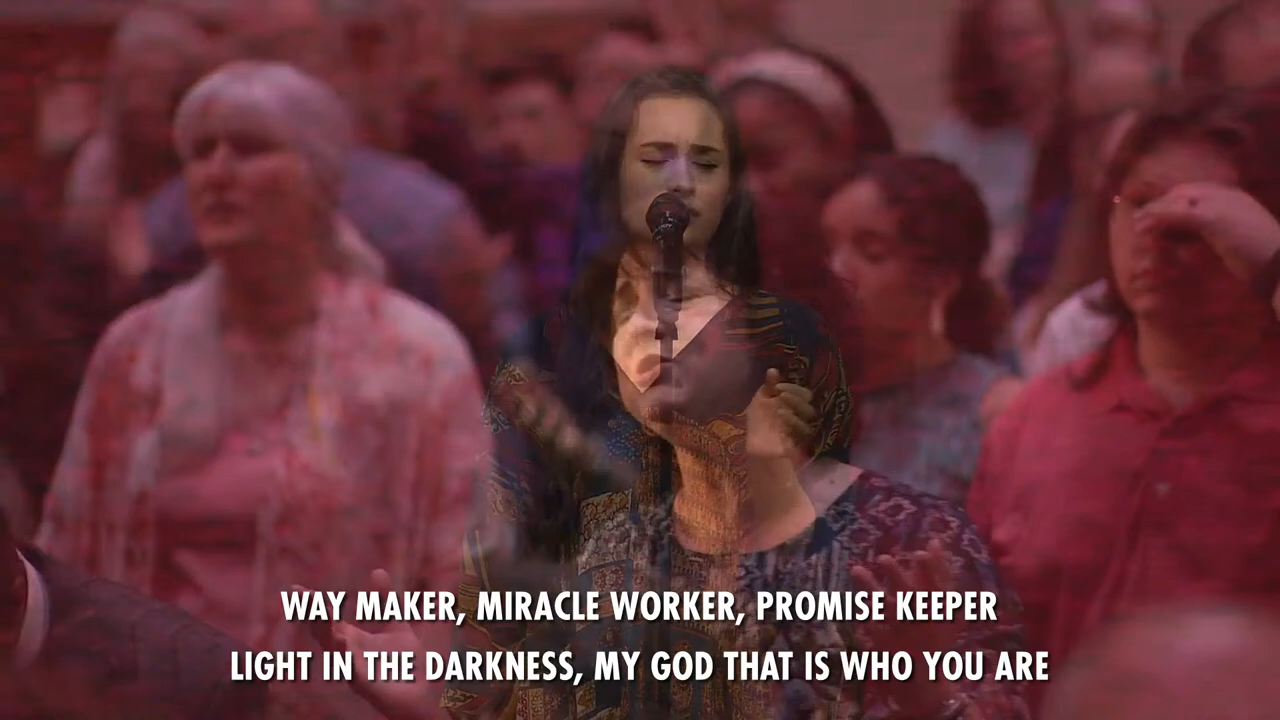 WAY MAKER, MIRACLE WORKER, PROMISE KEEPER
LIGHT IN THE DARKNESS, MY GOD THAT IS WHO YOU ARE